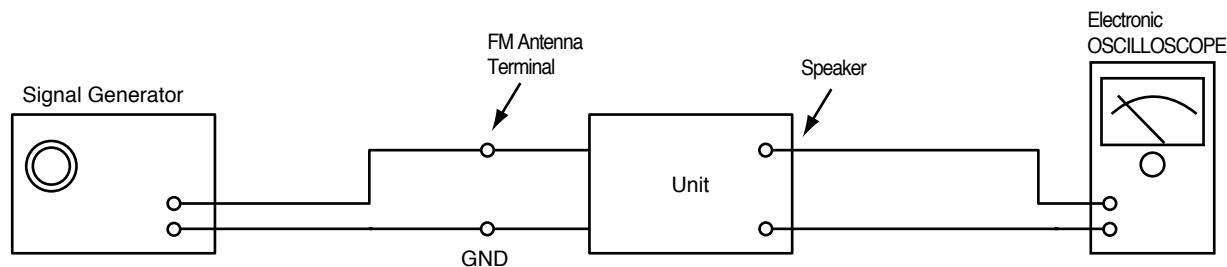 Electronic
OSCILLOSCOPE
FM Antenna
Terminal
Speaker
Signal Generator
Unit
GND